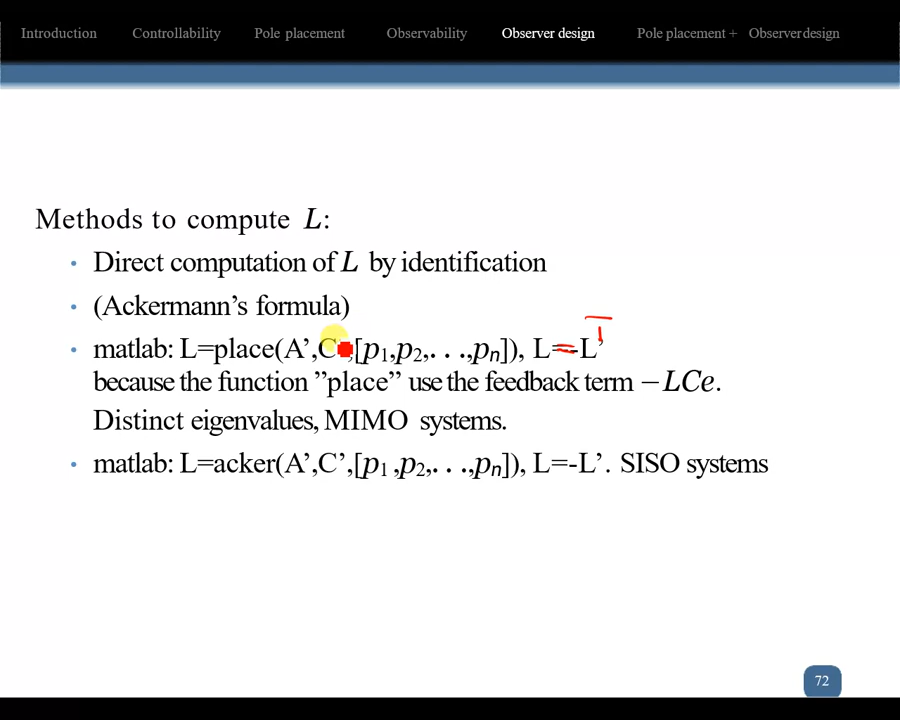 Introduction Controllability Pole placement Observability Observer design Pole placement + Observerdesign
Methods to compute L:
• Direct computation of L by identification
• (Ackermann’s formula)
• matlab: L=place(A’,C’,[p1,p2,. . .,pn]), L=-L’
because the function ”place” use the feedback term −LCe.
Distinct eigenvalues, MIMO systems.
• matlab: L=acker(A’,C’,[p1,p2,. . .,pn]), L=-L’. SISO systems
72